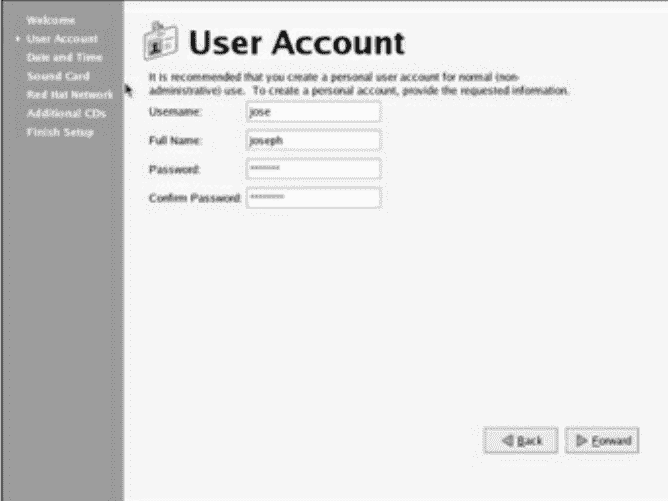 Welcome
User Account
Date and Time
Sound Card
Red Hat Network
Additional CDs
Finish Setup
User Account
It is recommended that you create a personal user account for normal (non-
administrative) use. To create a personal account, provide the requested information.
Username: jose
Full Name: joseph
Password: *******
Confirm Password: ********
Back
Forward